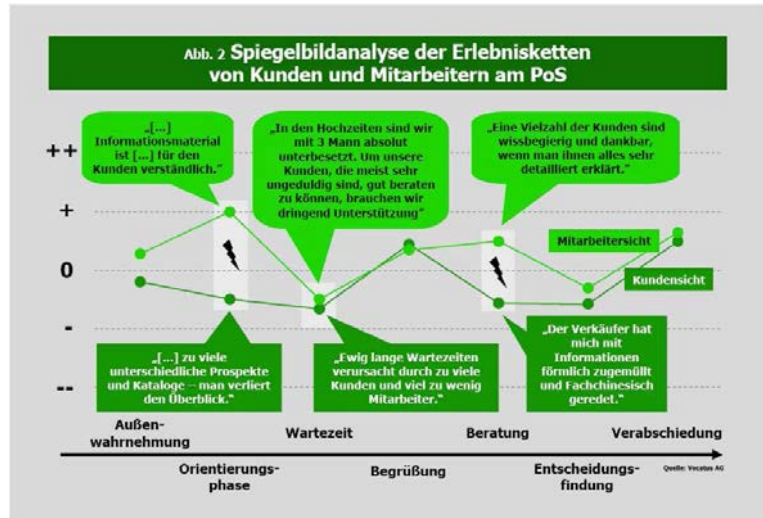 Abb. 2 Spiegelbildanalyse der Erlebnisketten
von Kunden und Mitarbeitern am PoS
„[...]
Informationsmaterial
ist [...] für den
Kunden verständlich.“
„In den Hochzeiten sind wir
mit 3 Mann absolut
unterbesetzt. Um unsere
Kunden, die meist sehr
ungeduldig sind, gut beraten
zu können, brauchen wir
dringend Unterstützung“
„Eine Vielzahl der Kunden sind
wissbegierig und dankbar,
wenn man ihnen alles sehr
detailliert erklärt.“
++
+
0
-
--
Mitarbeitersicht
Kundensicht
„[...] zu viele
unterschiedliche Prospekte
und Kataloge – man verliert
den Überblick.“
„Ewig lange Wartezeiten
verursacht durch zu viele
Kunden und viel zu wenig
Mitarbeiter.“
„Der Verkäufer hat
mich mit
Informationen
förmlich zugemüllt
und Fachchinesisch
geredet.“
Außen-
wahrnehmung
Orientierungs-
phase
Wartezeit
Begrüßung
Beratung
Entscheidungs-
findung
Verabschiedung
Quelle: Vocatus AG